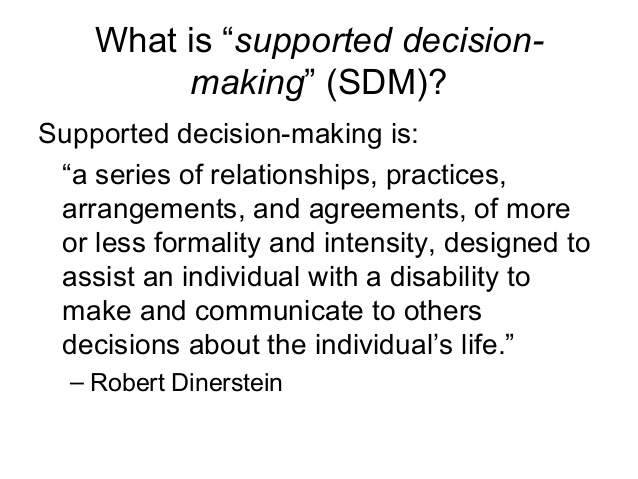 What is “supported decision-
making” (SDM)?
Supported decision-making is:
“a series of relationships, practices,
arrangements, and agreements, of more
or less formality and intensity, designed to
assist an individual with a disability to
make and communicate to others
decisions about the individual’s life.”
– Robert Dinerstein